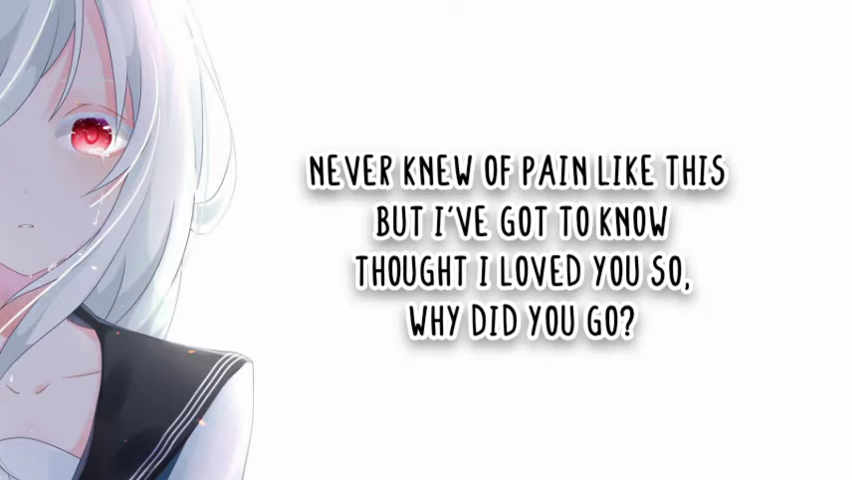 NEVER KNEW OF PAIN LIKE THIS
BUT I'VE GOT TO KNOW
THOUGHT I LOVED YOU SO,
WHY DID YOU GO?